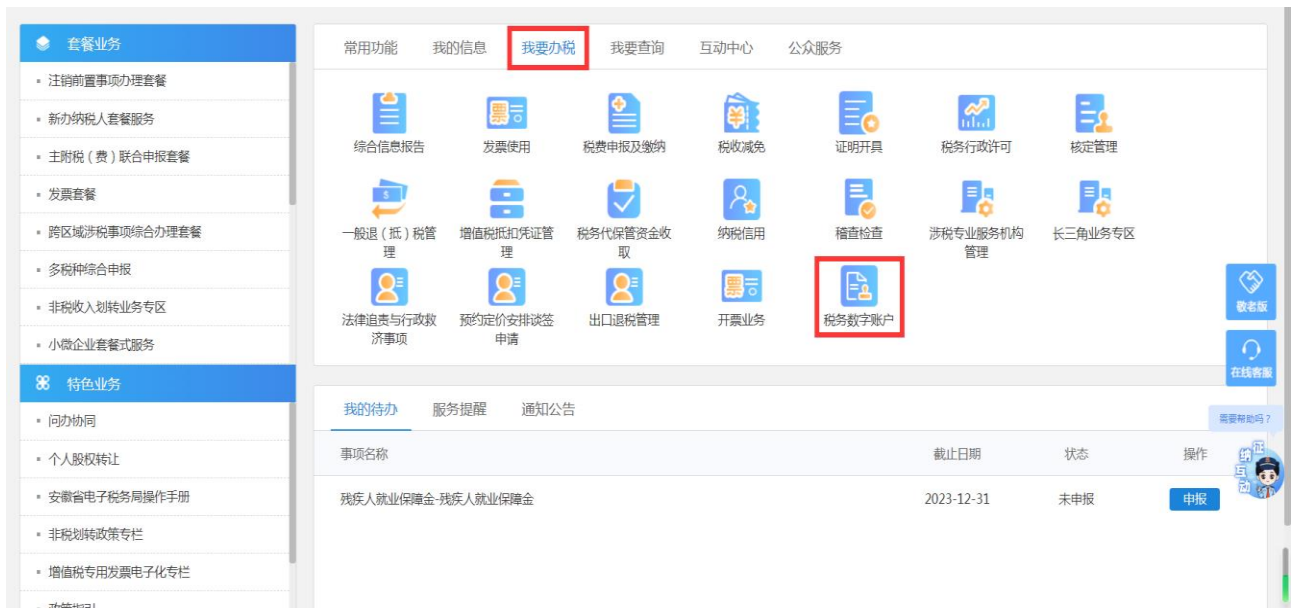 套餐业务
注销前置事项办理套餐
新办纳税人套餐服务
主附税（费）联合申报套餐
发票套餐
跨区域涉税事项综合办理套餐
多税种综合申报
非税收入划转业务专区
小微企业套餐式服务
特色业务
问办协同
个人股权转让
安徽省电子税务局操作手册
非税划转政策专栏
增值税专用发票电子化专栏
常用功能 我的信息 我要办税 我要查询 互动中心 公众服务
综合信息报告 发票使用 税费申报及缴纳 税收减免 证明开具 税务行政许可 核定管理
一般退（抵）税管 增值税抵扣凭证管 税务代保管资金收 纳税信用 稽查检查 涉税专业服务机构 长三角业务专区
理 理 取 管理
法律追责与行政救 预约定价安排谈签 出口退税管理 开票业务 税务数字账户
济事项 申请
敬老版
在线客服
我的待办 服务提醒 通知公告
需要帮助吗？
事项名称 截止日期 状态 操作
残疾人就业保障金-残疾人就业保障金 2023-12-31 未申报 申报
征
纳
互
动